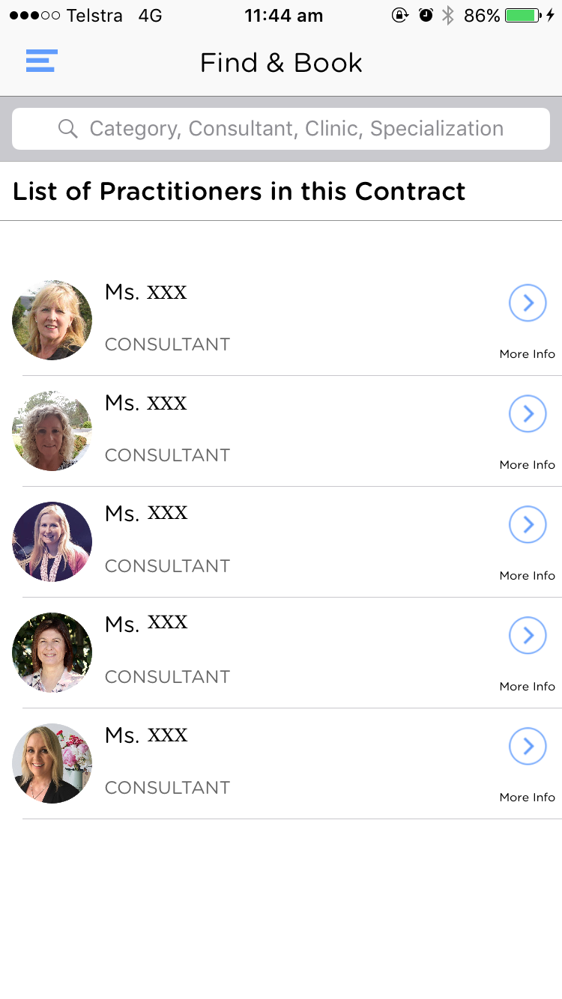 Telstra 4G 11:44 am 86%
Find & Book
Category, Consultant, Clinic, Specialization
List of Practitioners in this Contract
Ms. XXX
CONSULTANT
More Info
Ms. XXX
CONSULTANT
More Info
Ms. XXX
CONSULTANT
More Info
Ms. XXX
CONSULTANT
More Info
Ms. XXX
CONSULTANT
More Info